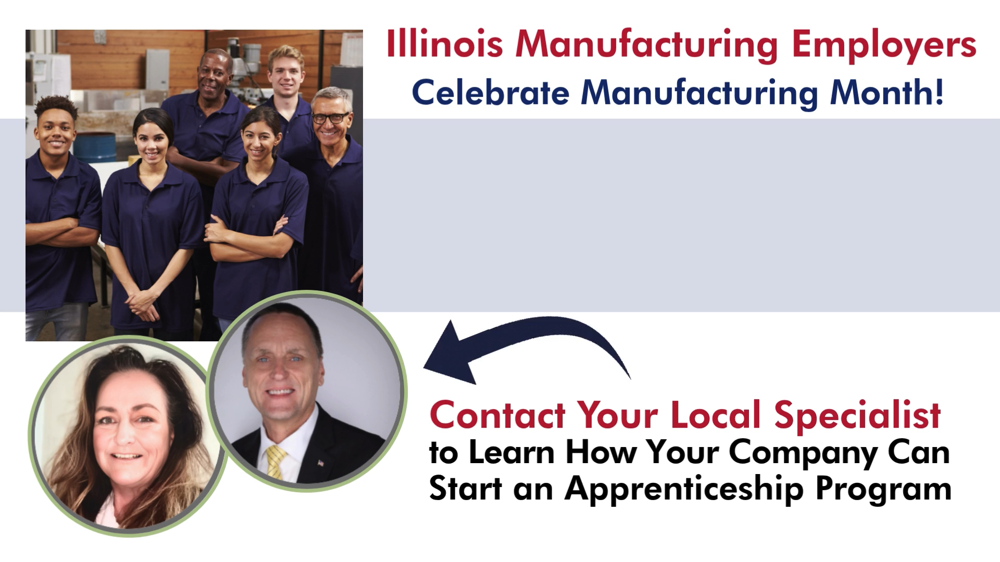 Illinois Manufacturing Employers
Celebrate Manufacturing Month!
Contact Your Local Specialist
to Learn How Your Company Can
Start an Apprenticeship Program